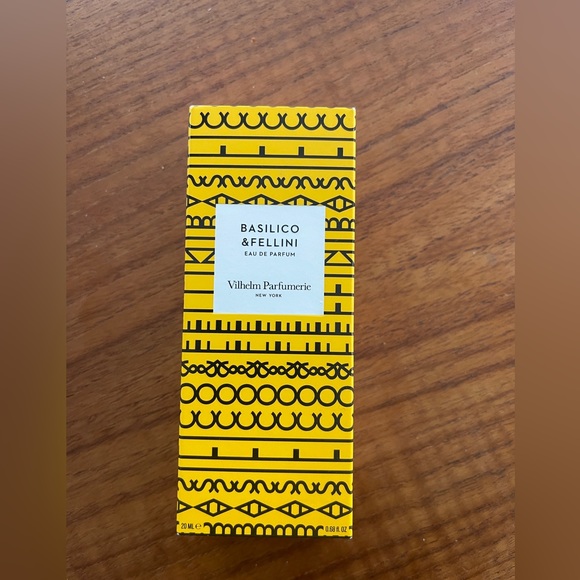 BASILICO
&FELLINI
EAU DE PARFUM
Vilhelm Parfumerie
NEW YORK
20 ML℮ 0.68 fl. OZ